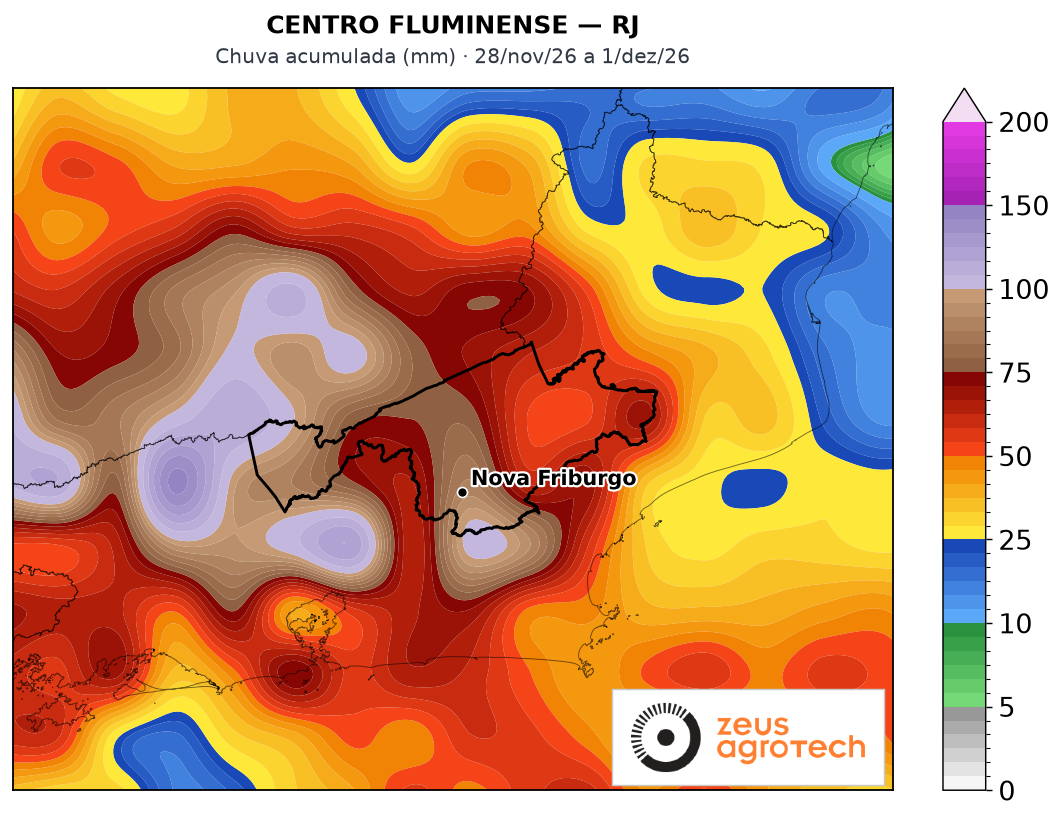 CENTRO FLUMINENSE — RJ
Chuva acumulada (mm) · 28/nov/26 a 1/dez/26
200
150
100
75
50
25
10
5
0
Nova Friburgo
zeus
agrotech